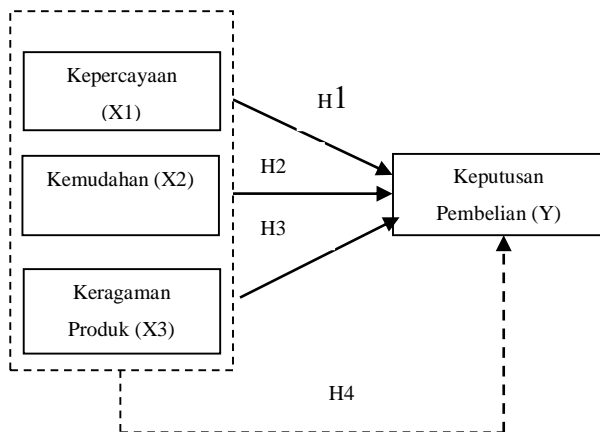 Kepercayaan
(X1)
H1
Kemudahan (X2)
H2
Keputusan
Pembelian (Y)
H3
Keragaman
Produk (X3)
H4